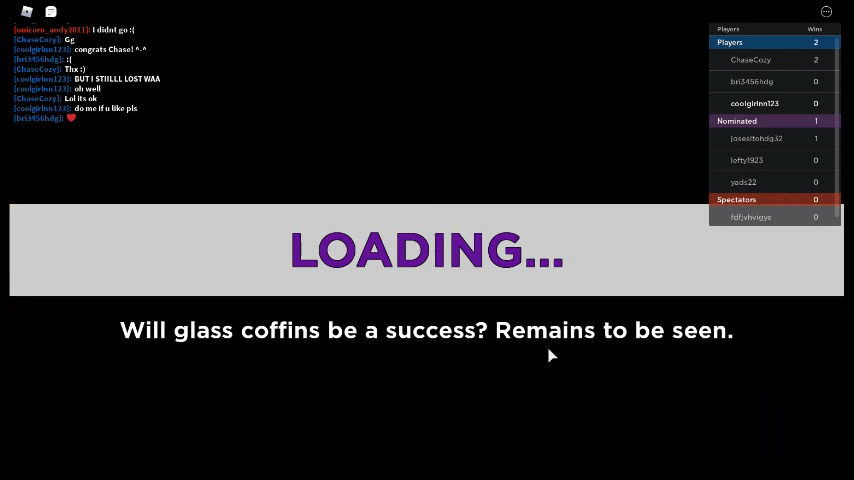 [unicorn_andy2011]: I didnt go :(
[ChaseCozy]: Gg
[coolgirlnn123]: congrats Chase! ^-^
[bri3456hdg]: :(
[ChaseCozy]: Thx :)
[coolgirlnn123]: BUT I STIILLL LOST WAA
[coolgirlnn123]: oh well
[ChaseCozy]: Lol its ok
[coolgirlnn123]: do me if u like pls
[bri3456hdg]: ❤
Players Wins
Players 2
ChaseCozy 2
bri3456hdg 0
coolgirlnn123 0
Nominated 1
josesitohdg32 1
lofty1923 0
yads22 0
Spectators 0
fdfjvhvigye 0
LOADING...
Will glass coffins be a success? Remains to be seen.